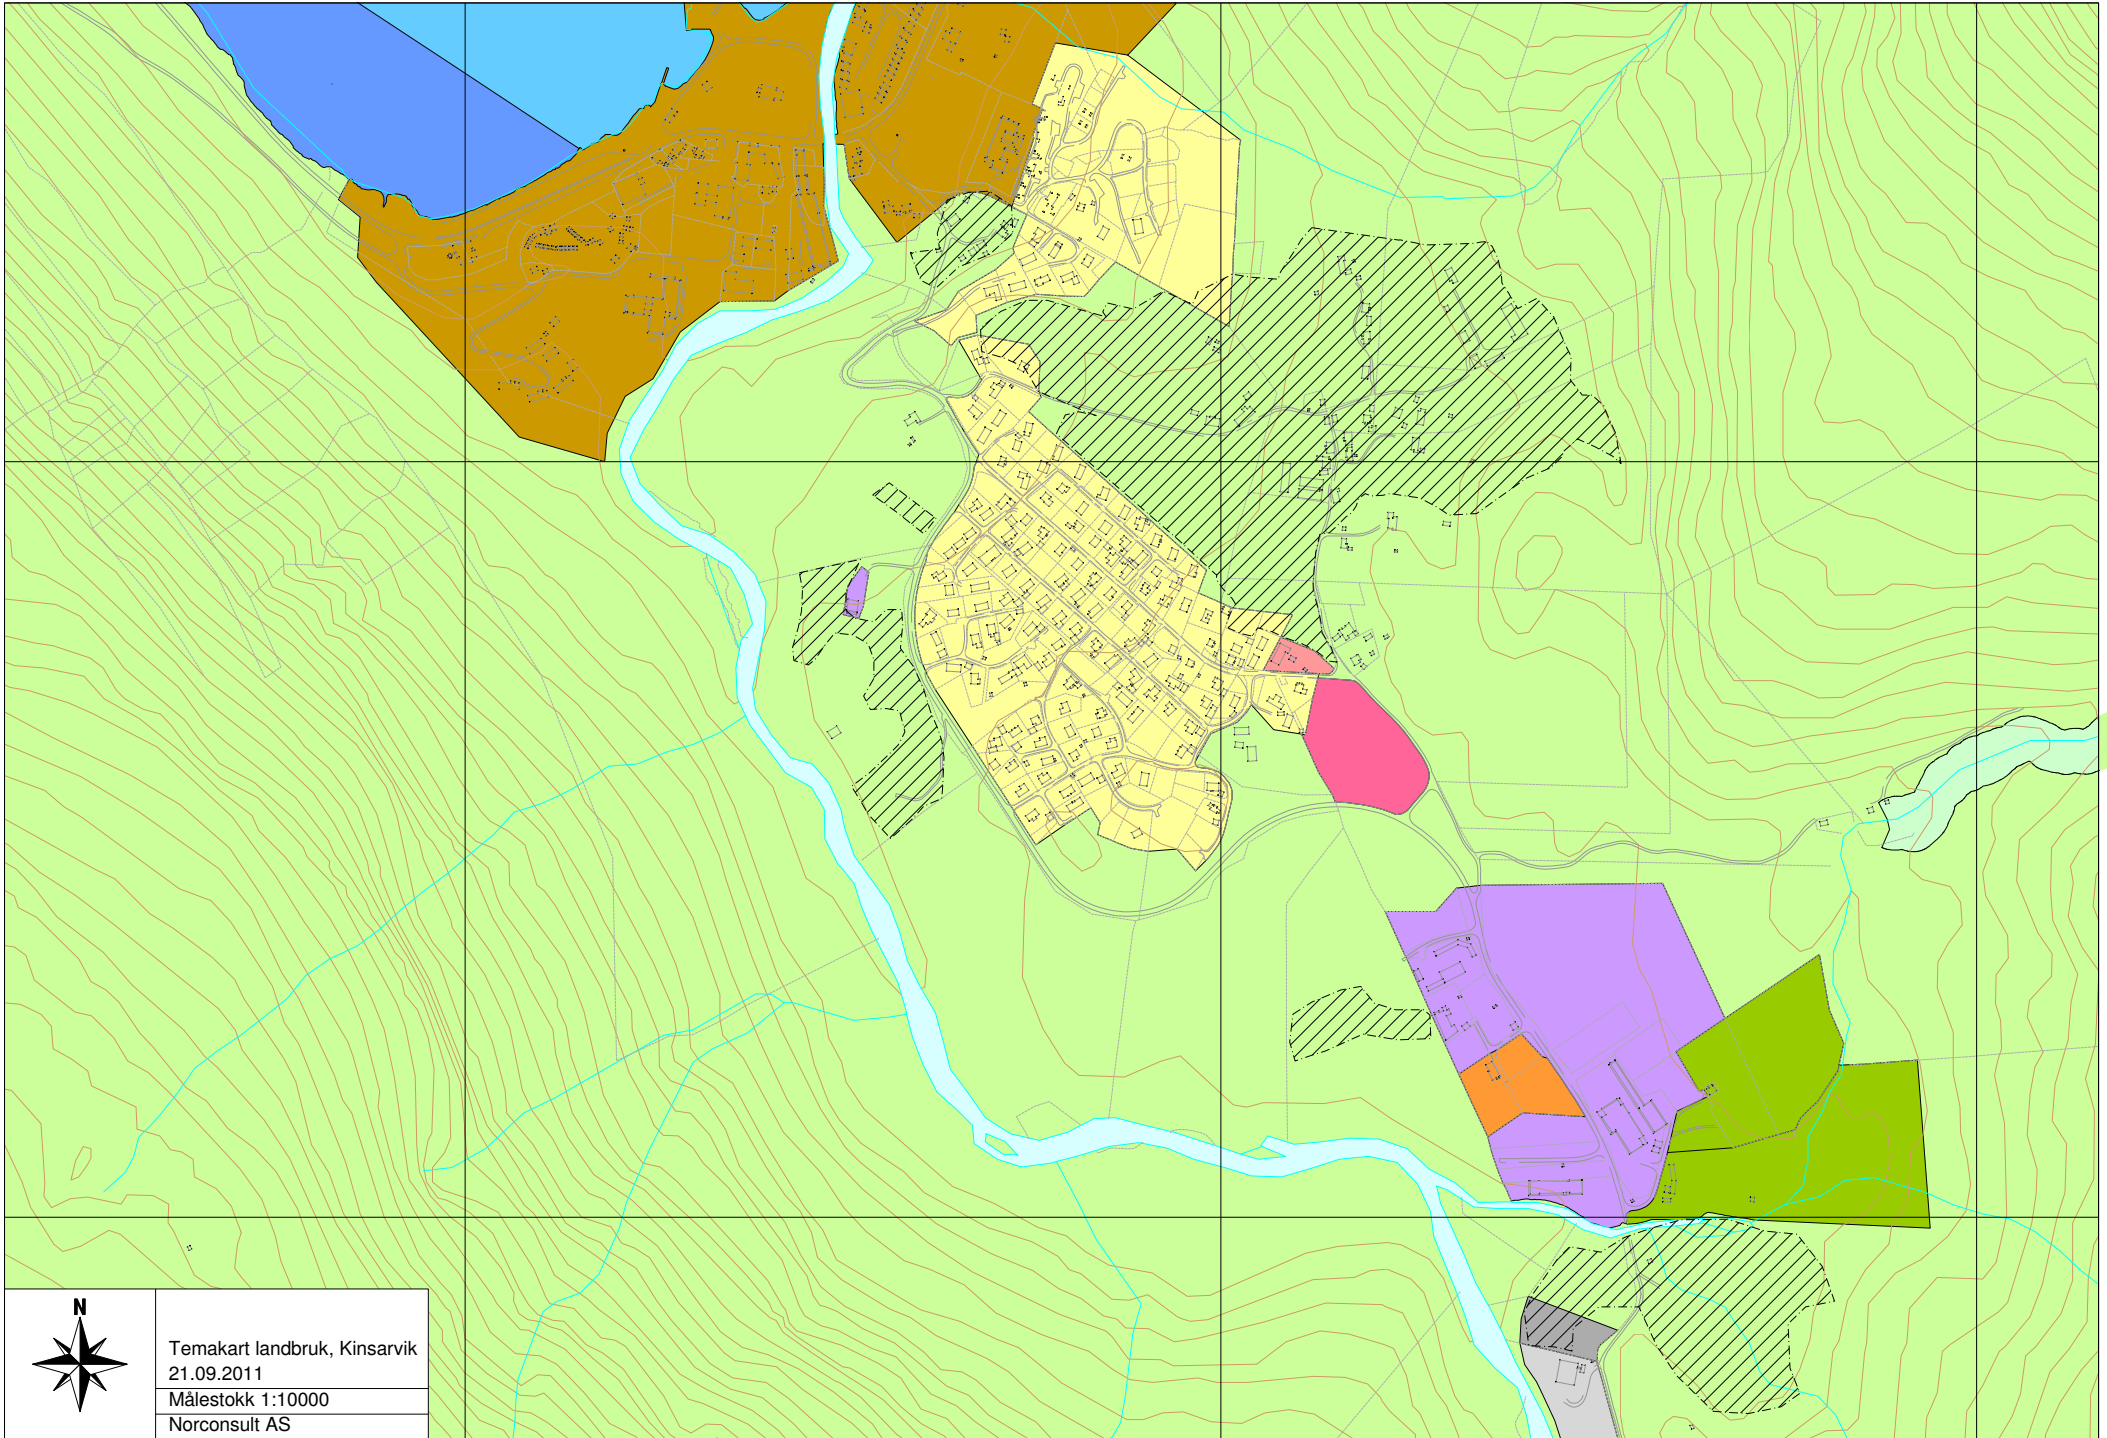 N
Temakart landbruk, Kinsarvik
21.09.2011
Målestokk 1:10000
Norconsult AS